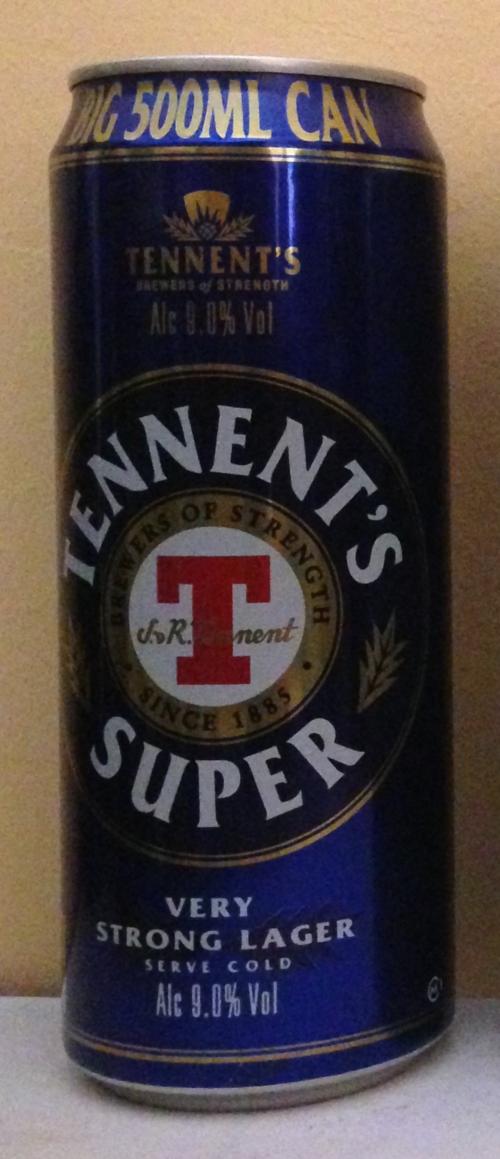 BIG 500ML CAN
TENNENT'S
BREWERS of STRENGTH
Alc 9.0% Vol
TENNENT'S
BREWERS OF STRENGTH
T
J&R. Tennent
• SINCE 1885 •
SUPER
VERY
STRONG LAGER
SERVE COLD
Alc 9.0% Vol